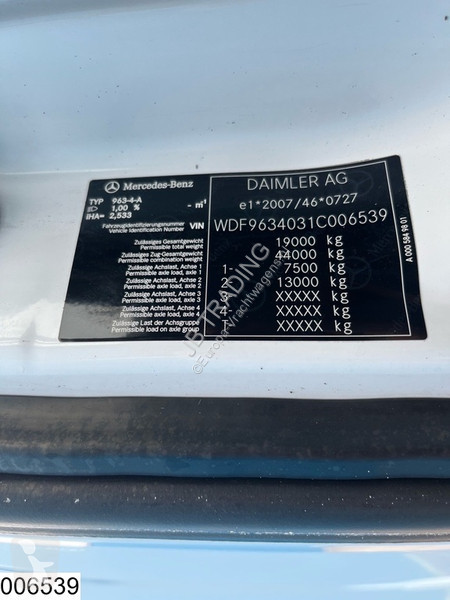 Mercedes-Benz
DAIMLER AG
TYP 963-4-A
1,00 % - m¹
IHA= 2,533
e1*2007/46*0727
Fahrzeugidentifizierungsnummer
Vehicle Identification Number VIN WDF9634031C006539
Zulässiges Gesamtgewicht
Permissible total weight 19000 kg
Zulässiges Zug-Gesamtgewicht
Permissible combination weight 44000 kg
Zulässige Achslast, Achse 1
Permissible axle load, axle 1 1- 7500 kg
Zulässige Achslast, Achse 2
Permissible axle load, axle 2 2- 13000 kg
Zulässige Achslast, Achse 3
Permissible axle load, axle 3 3- XXXXX kg
Zulässige Achslast, Achse 4
Permissible axle load, axle 4 4- XXXXX kg
Zulässige Last der Achsgruppe
Permissible load on axle group T- XXXXX kg
A 000 584 98 01
JB TRADING
006539